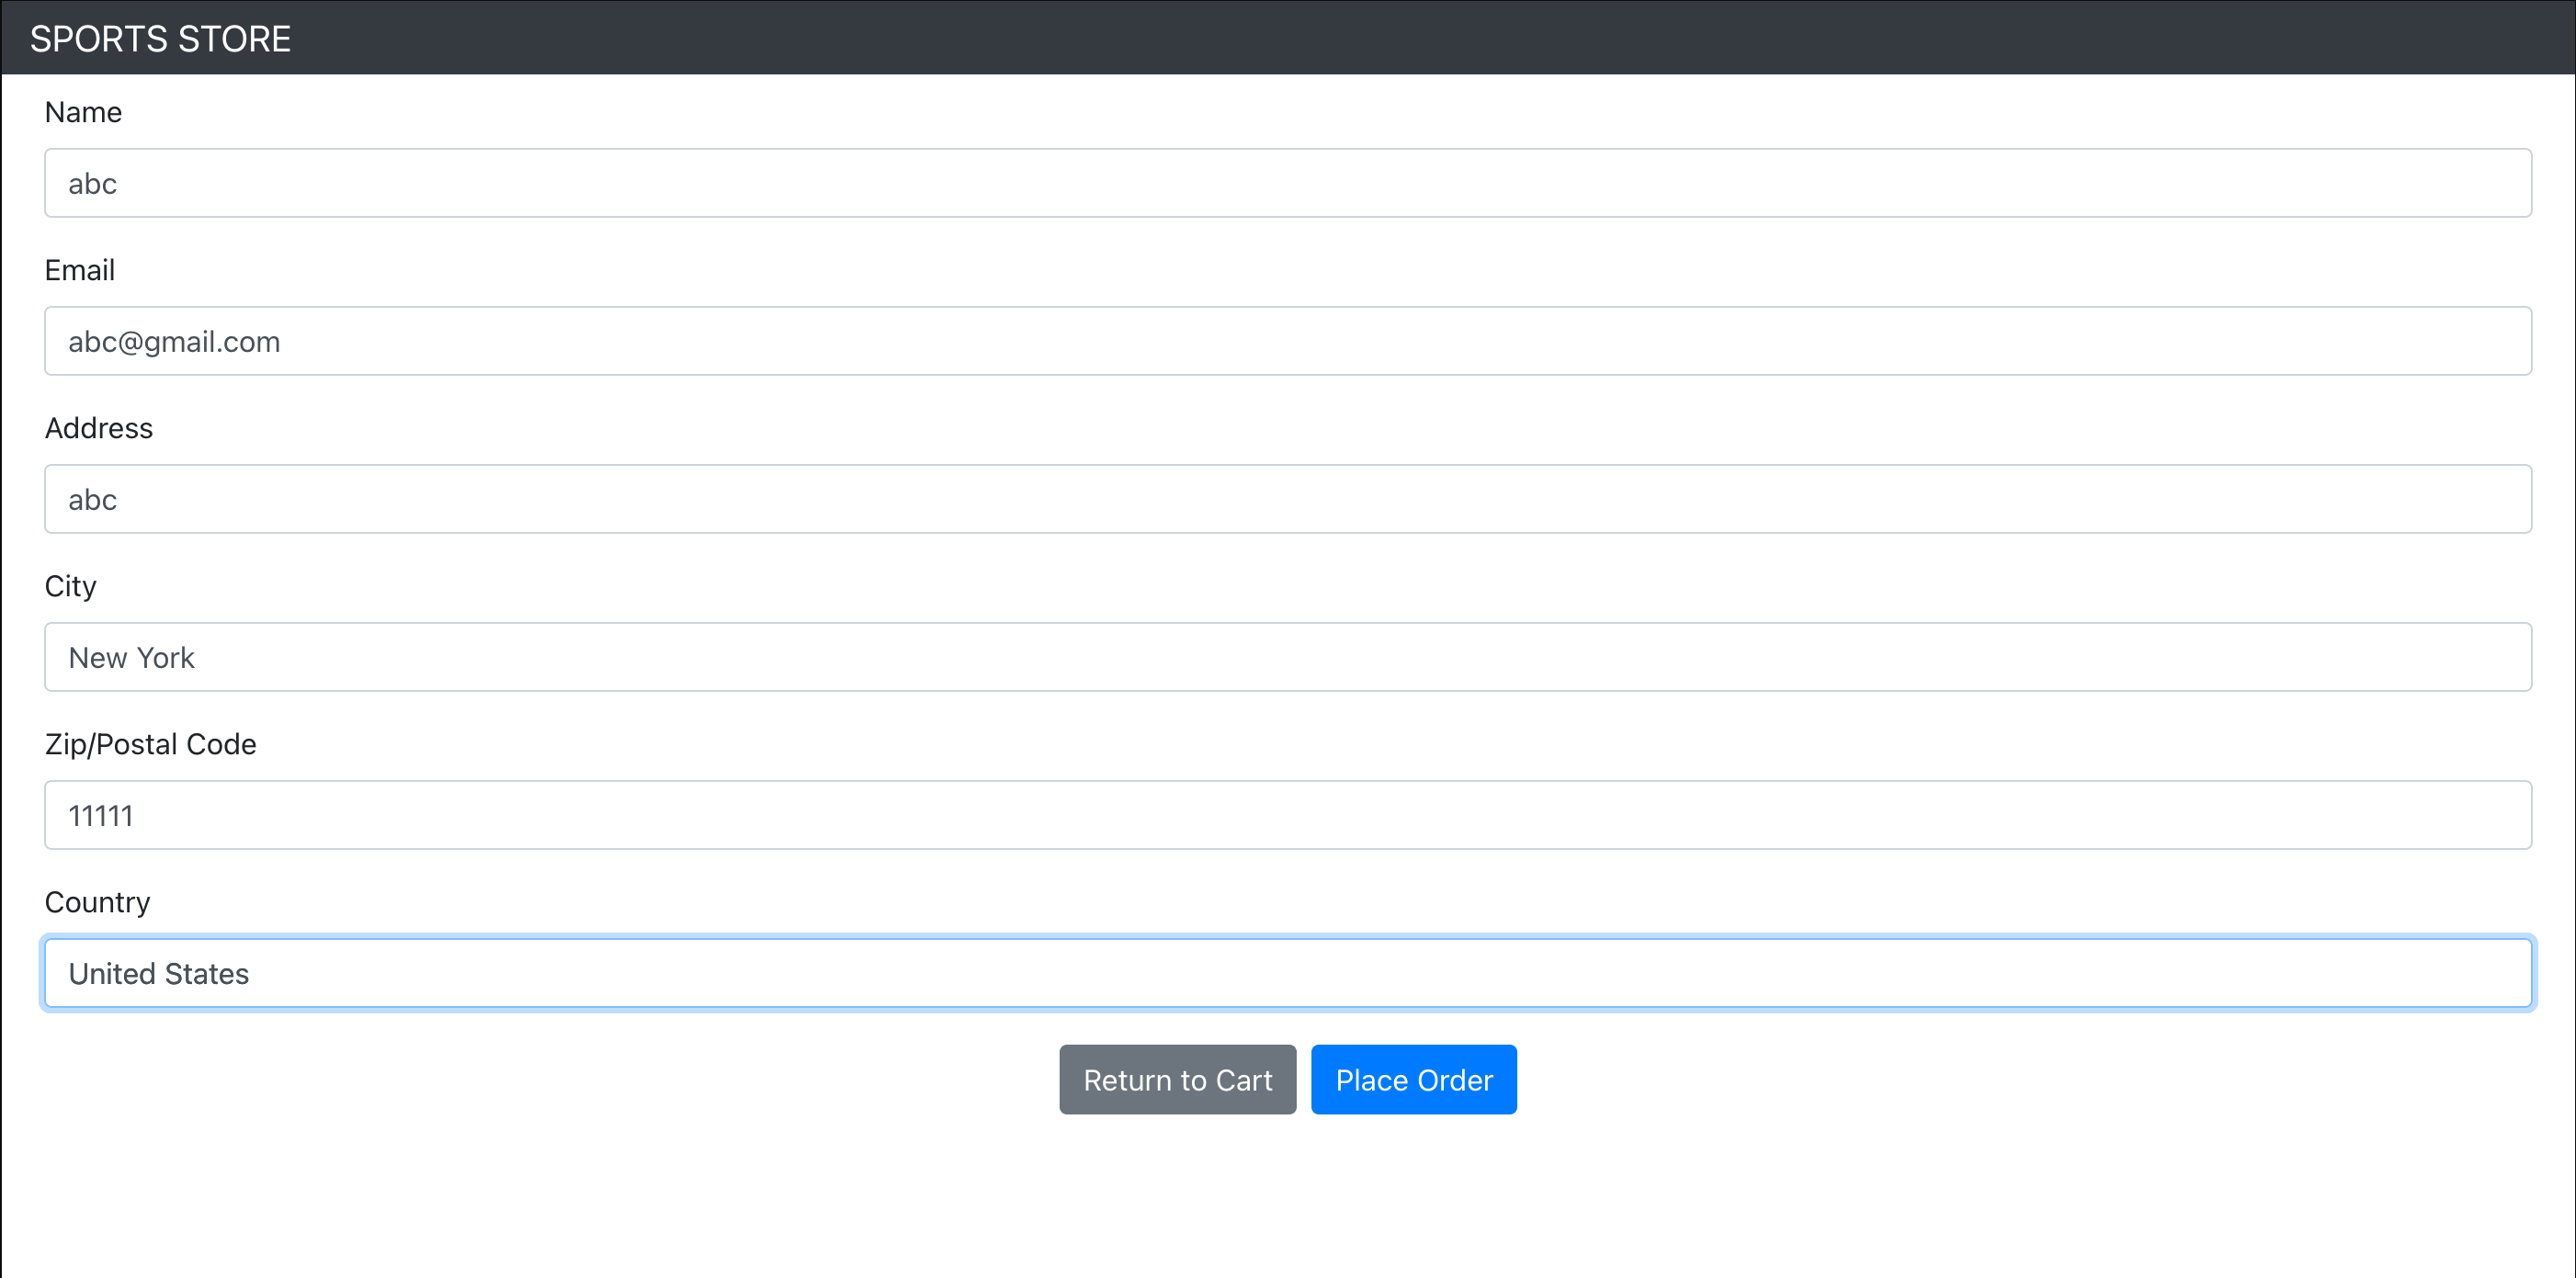 SPORTS STORE
Name
abc
Email
abc@gmail.com
Address
abc
City
New York
Zip/Postal Code
11111
Country
United States
Return to Cart Place Order